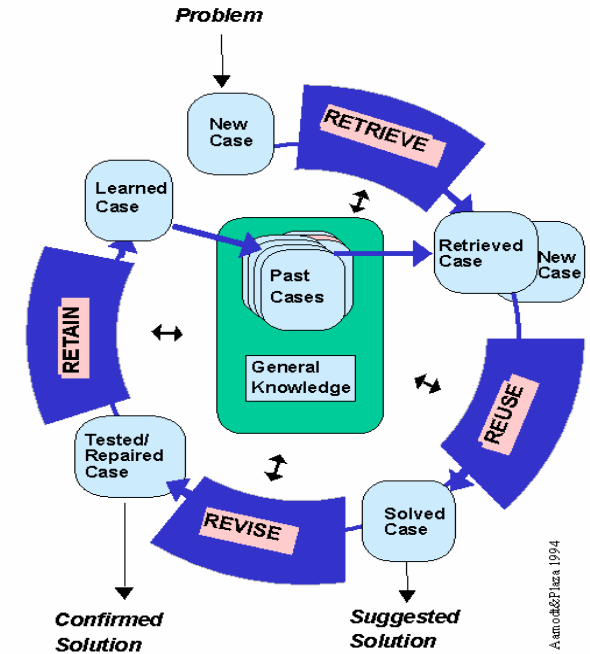 Problem
New
Case
RETRIEVE
Learned
Case
Retrieved
Case
New
Case
Past
Cases
General
Knowledge
RETAIN
REUSE
Tested/
Repaired
Case
REVISE
Solved
Case
Confirmed
Solution
Suggested
Solution
Aamodt&Plaza 1994